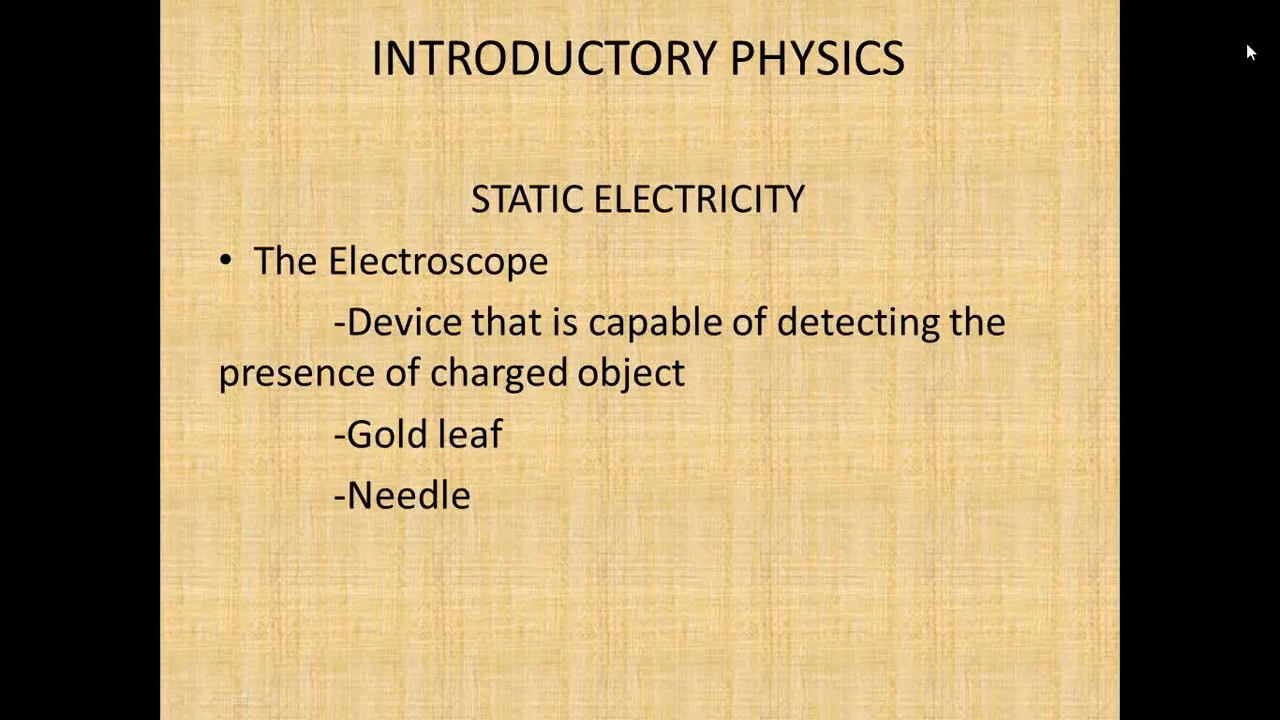 INTRODUCTORY PHYSICS
STATIC ELECTRICITY
• The Electroscope
-Device that is capable of detecting the
presence of charged object
-Gold leaf
-Needle